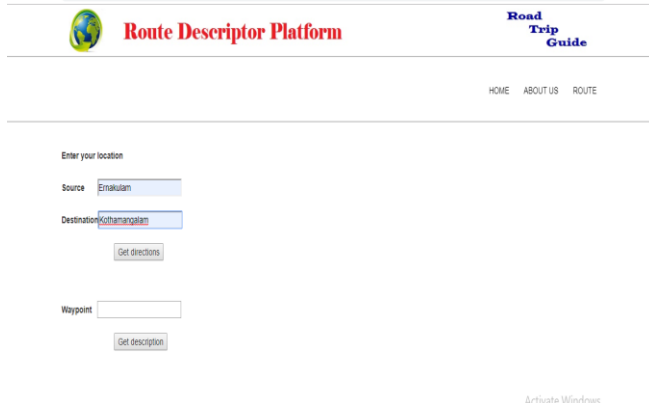 Route Descriptor Platform
Road
Trip
Guide
HOME ABOUT US ROUTE
Enter your location
Source Ernakulam
Destination Kothamangalam
Get directions
Waypoint
Get description
Activate Windows